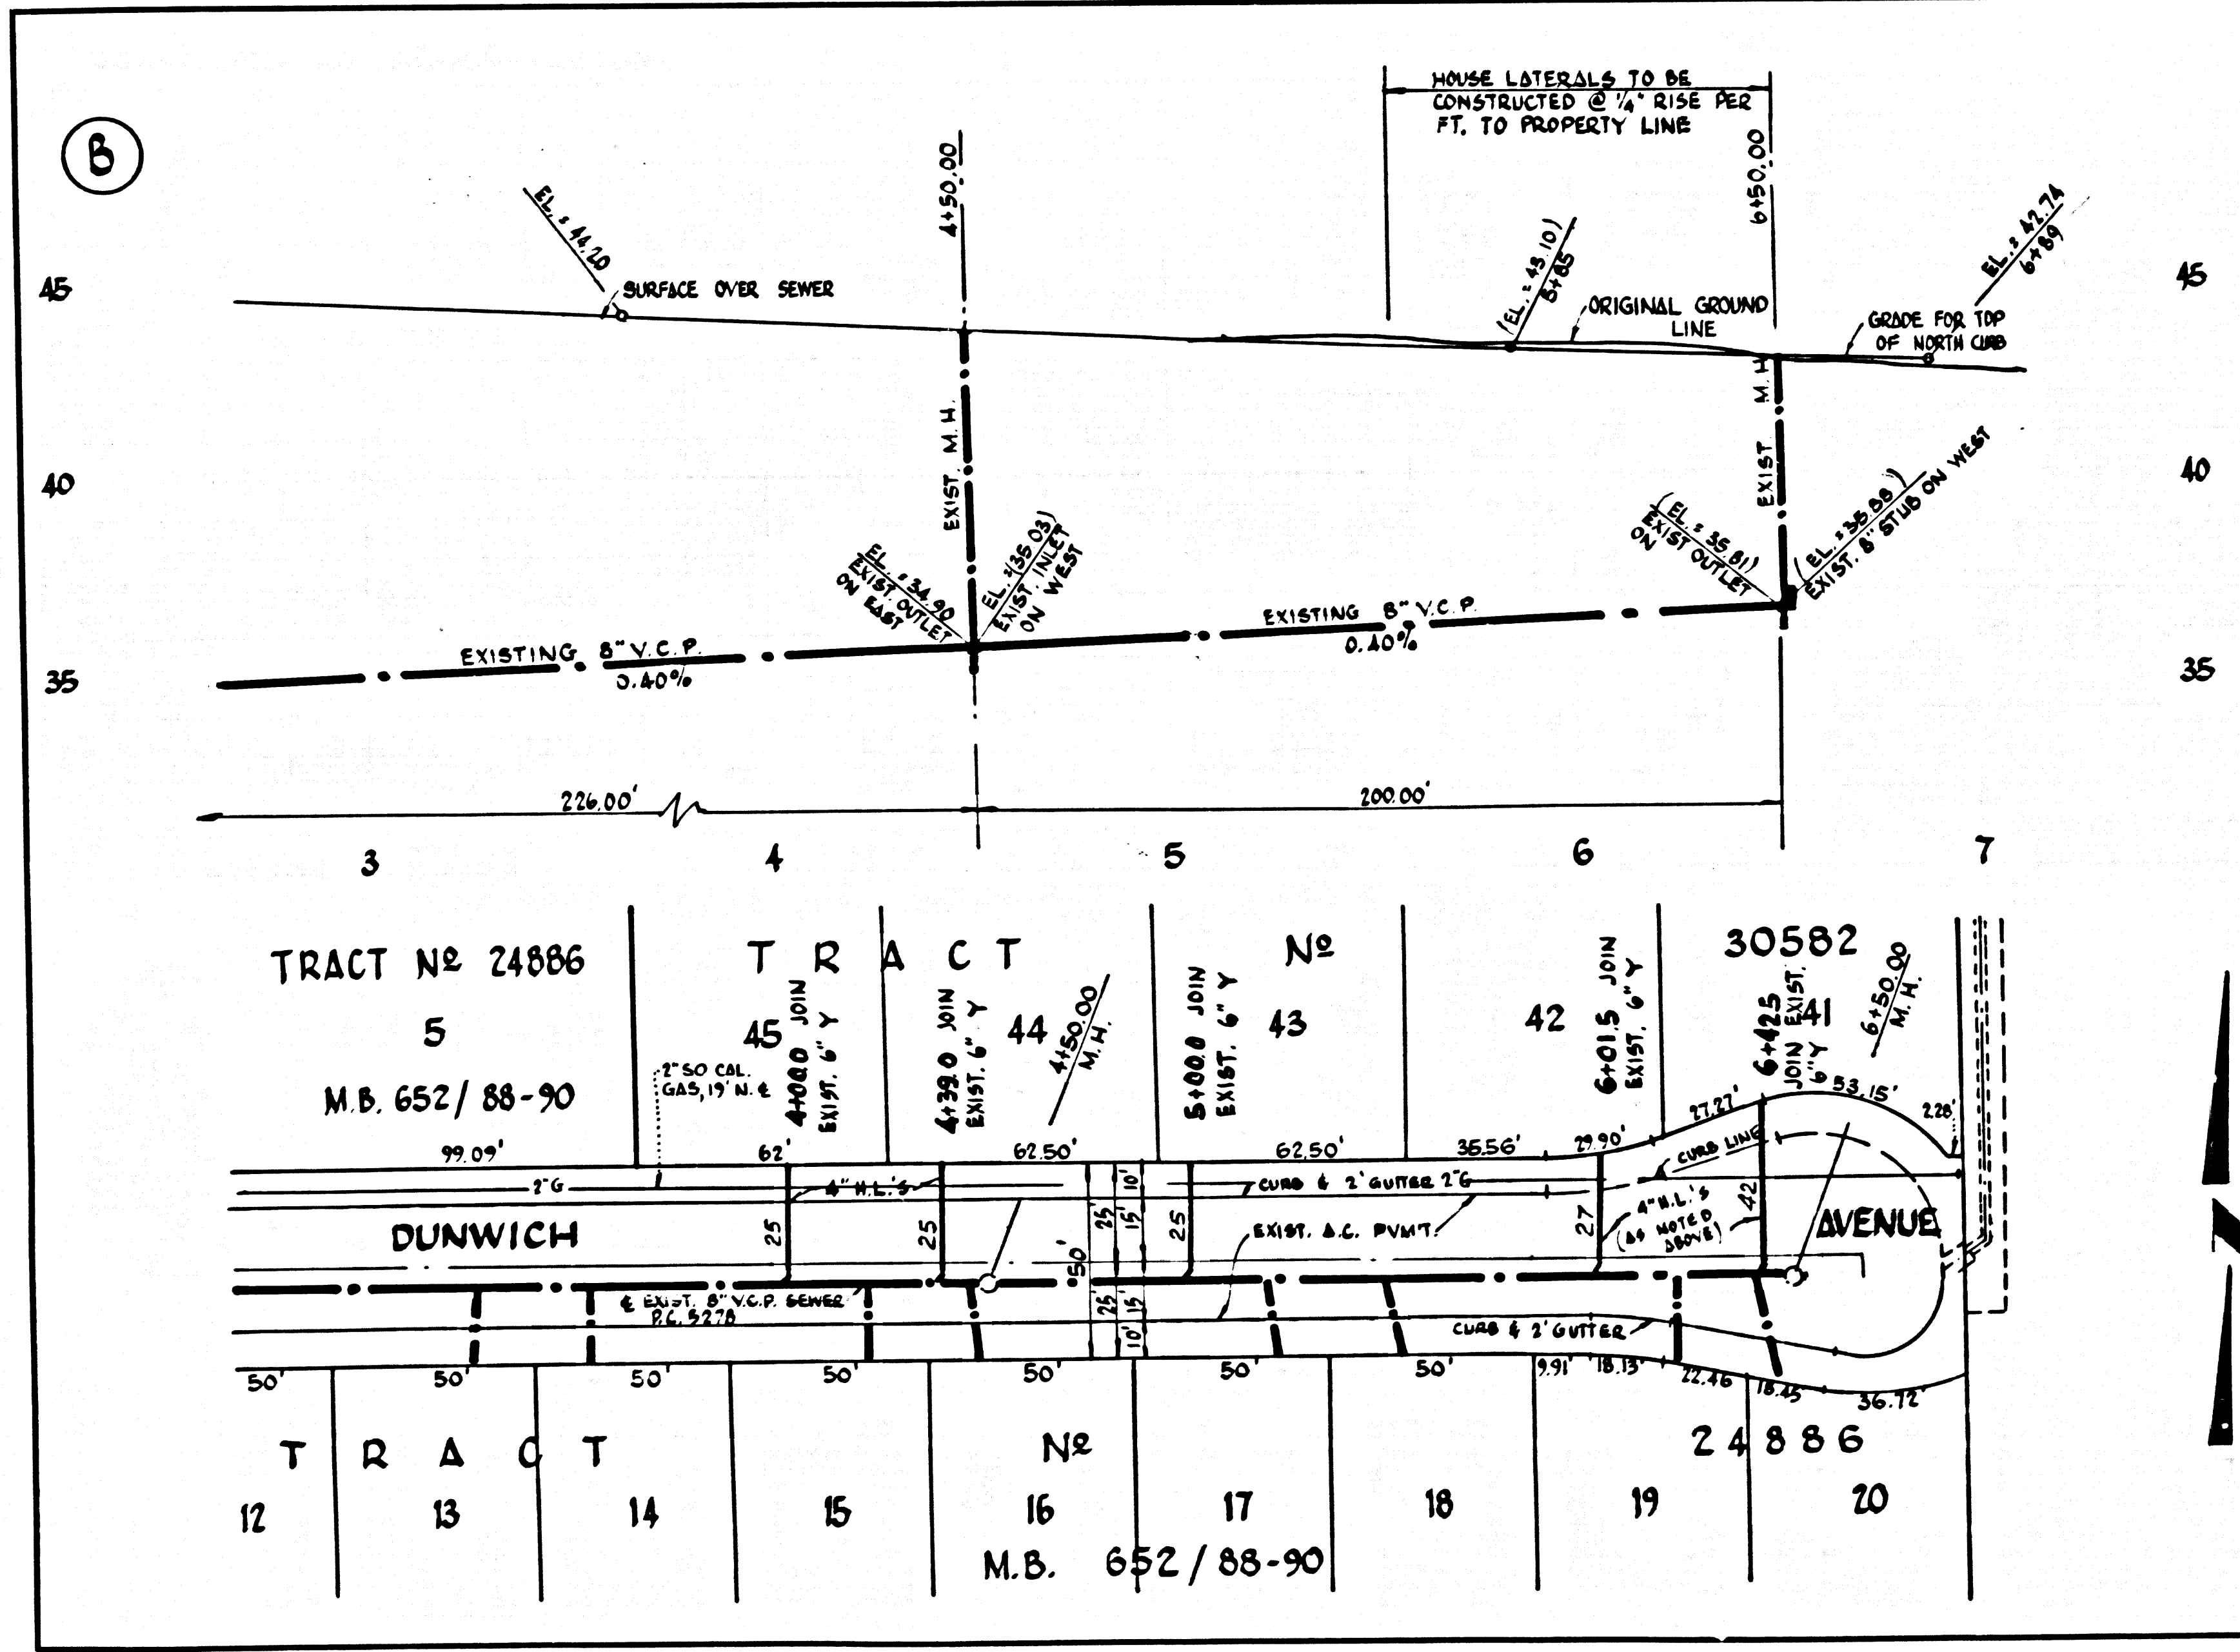 B
HOUSE LATERALS TO BE
CONSTRUCTED @ 1/4" RISE PER
FT. TO PROPERTY LINE
4+50.00
6+50.00
EL. = 44.20
SURFACE OVER SEWER
(EL. = 43.10)
5+85
ORIGINAL GROUND
LINE
EL. = 42.74
6+89
GRADE FOR TOP
OF NORTH CURB
45
45
40
40
35
35
EXIST. M.H.
EXIST M.H.
EL. = 34.90
EXIST. OUTLET
ON EAST
EL. = (35.03)
EXIST. INLET
ON WEST
(EL. = 35.81)
EXIST OUTLET
ON
(EL. = 35.88)
EXIST. 8" STUB ON WEST
EXISTING 8" V.C.P.
0.40%
EXISTING 8" V.C.P.
0.40%
226.00'
200.00'
3 4 5 6 7
TRACT Nº 24886
5
M.B. 652/88-90
TRACT Nº 30582
45 44 43 42 41
2" SO CAL.
GAS, 19' N. ℄
4+00.0 JOIN
EXIST. 6" Y
4+39.0 JOIN
EXIST. 6" Y
4+50.00
M.H.
5+00.0 JOIN
EXIST. 6" Y
6+01.5 JOIN
EXIST. 6" Y
6+42.5
JOIN EXIST.
6" Y
6+50.00
M.H.
99.09' 62' 62.50' 62.50' 35.56' 29.90' 27.27' 53.15' 2.28'
2"G
4" H.L.'S
CURB & 2' GUTTER 2"G
CURB LINE
DUNWICH AVENUE
25 25 25 27 42
25' 15' 10'
50'
25' 15' 10'
EXIST. A.C. PVMT.
4" H.L.'S
(AS NOTED
ABOVE)
℄ EXIST. 8" V.C.P. SEWER
P.C. 5278
CURB & 2' GUTTER
50' 50' 50' 50' 50' 50' 50' 9.91' 18.13' 22.46 18.45' 36.72'
TRACT Nº 24886
12 13 14 15 16 17 18 19 20
M.B. 652/88-90